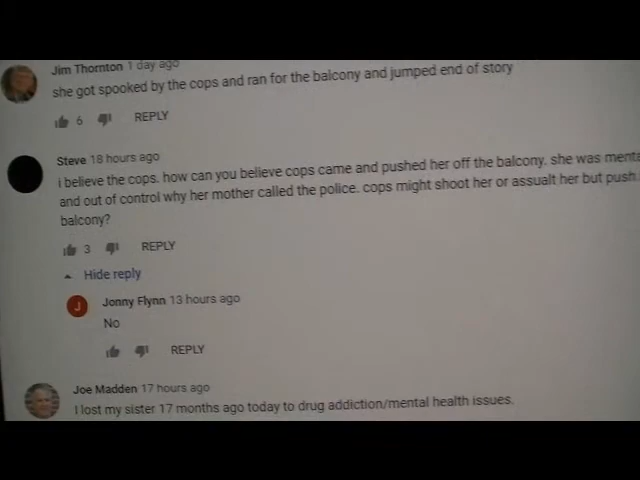 Jim Thornton 1 day ago
she got spooked by the cops and ran for the balcony and jumped end of story
6 REPLY
Steve 18 hours ago
i believe the cops. how can you believe cops came and pushed her off the balcony. she was menta
and out of control why her mother called the police. cops might shoot her or assualt her but push
balcony?
3 REPLY
Hide reply
J
Jonny Flynn 13 hours ago
No
REPLY
Joe Madden 17 hours ago
I lost my sister 17 months ago today to drug addiction/mental health issues.